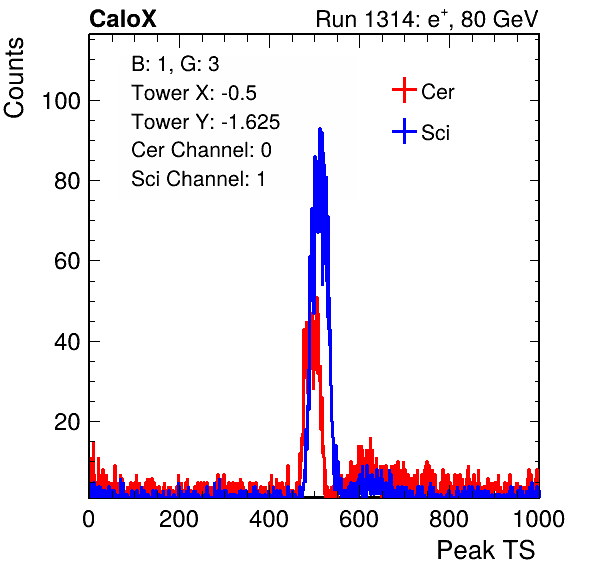 CaloX Run 1314: e⁺, 80 GeV
Counts
B: 1, G: 3
Tower X: -0.5
Tower Y: -1.625
Cer Channel: 0
Sci Channel: 1
Cer
Sci
100
80
60
40
20
0 200 400 600 800 1000
Peak TS